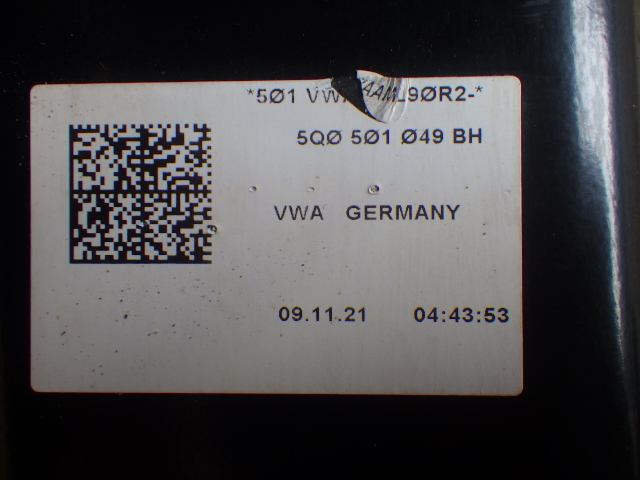 5Ø1
5QØ 5Ø1 Ø49 BH
VWA GERMANY
09.11.21 04:43:53